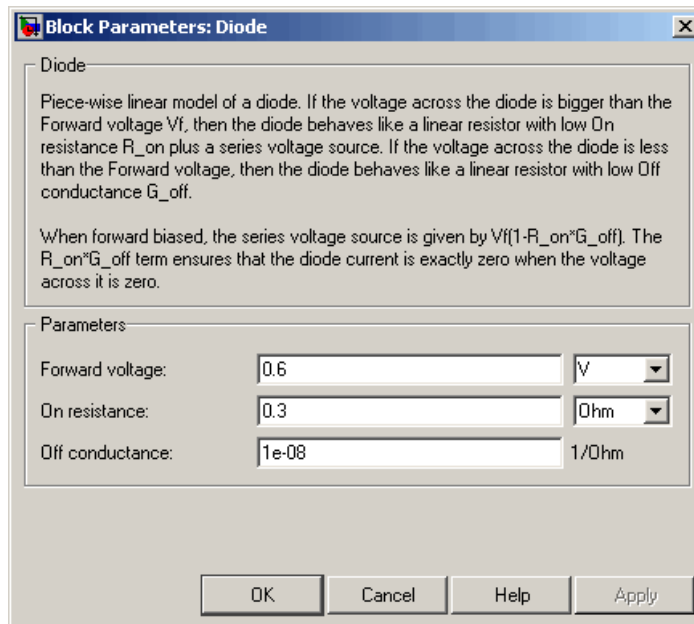 Block Parameters: Diode
Diode
Piece-wise linear model of a diode. If the voltage across the diode is bigger than the
Forward voltage Vf, then the diode behaves like a linear resistor with low On
resistance R_on plus a series voltage source. If the voltage across the diode is less
than the Forward voltage, then the diode behaves like a linear resistor with low Off
conductance G_off.
When forward biased, the series voltage source is given by Vf(1-R_on*G_off). The
R_on*G_off term ensures that the diode current is exactly zero when the voltage
across it is zero.
Parameters
Forward voltage: 0.6 V
On resistance: 0.3 Ohm
Off conductance: 1e-08 1/Ohm
OK Cancel Help Apply